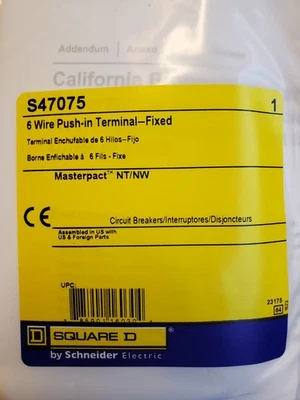 Addendum Anexo
California P
S47075 1
6 Wire Push-in Terminal–Fixed
Terminal Enchufable de 6 Hilos–Fijo
Borne Enfichable à 6 Fils - Fixe
Masterpact™ NT/NW
CE
Circuit Breakers/Interruptores/Disjoncteurs
Assembled in US with
US & Foreign Parts
UPC:
23175
64
SQUARE D
by Schneider Electric